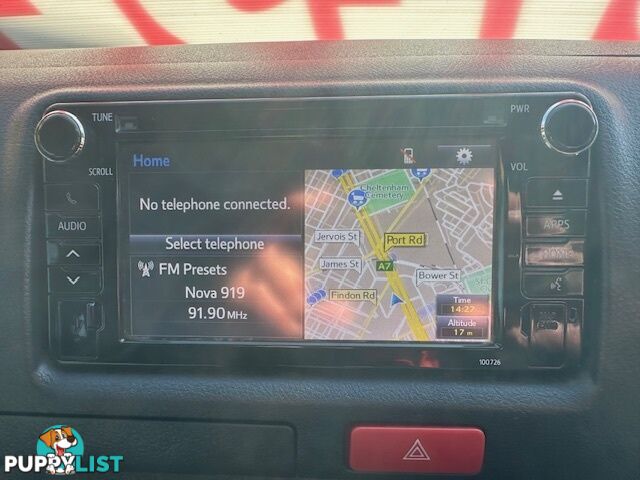 TUNE
PWR
SCROLL
VOL
AUDIO
APPS
HOME
MAP
Home
No telephone connected.
Select telephone
FM Presets
Nova 919
91.90 MHz
Cheltenham
Cemetery
Jervois St
Port Rd
James St
A7
Bower St
Findon Rd
Time
14:27
Altitude
17 m
100726
PUPPYLIST